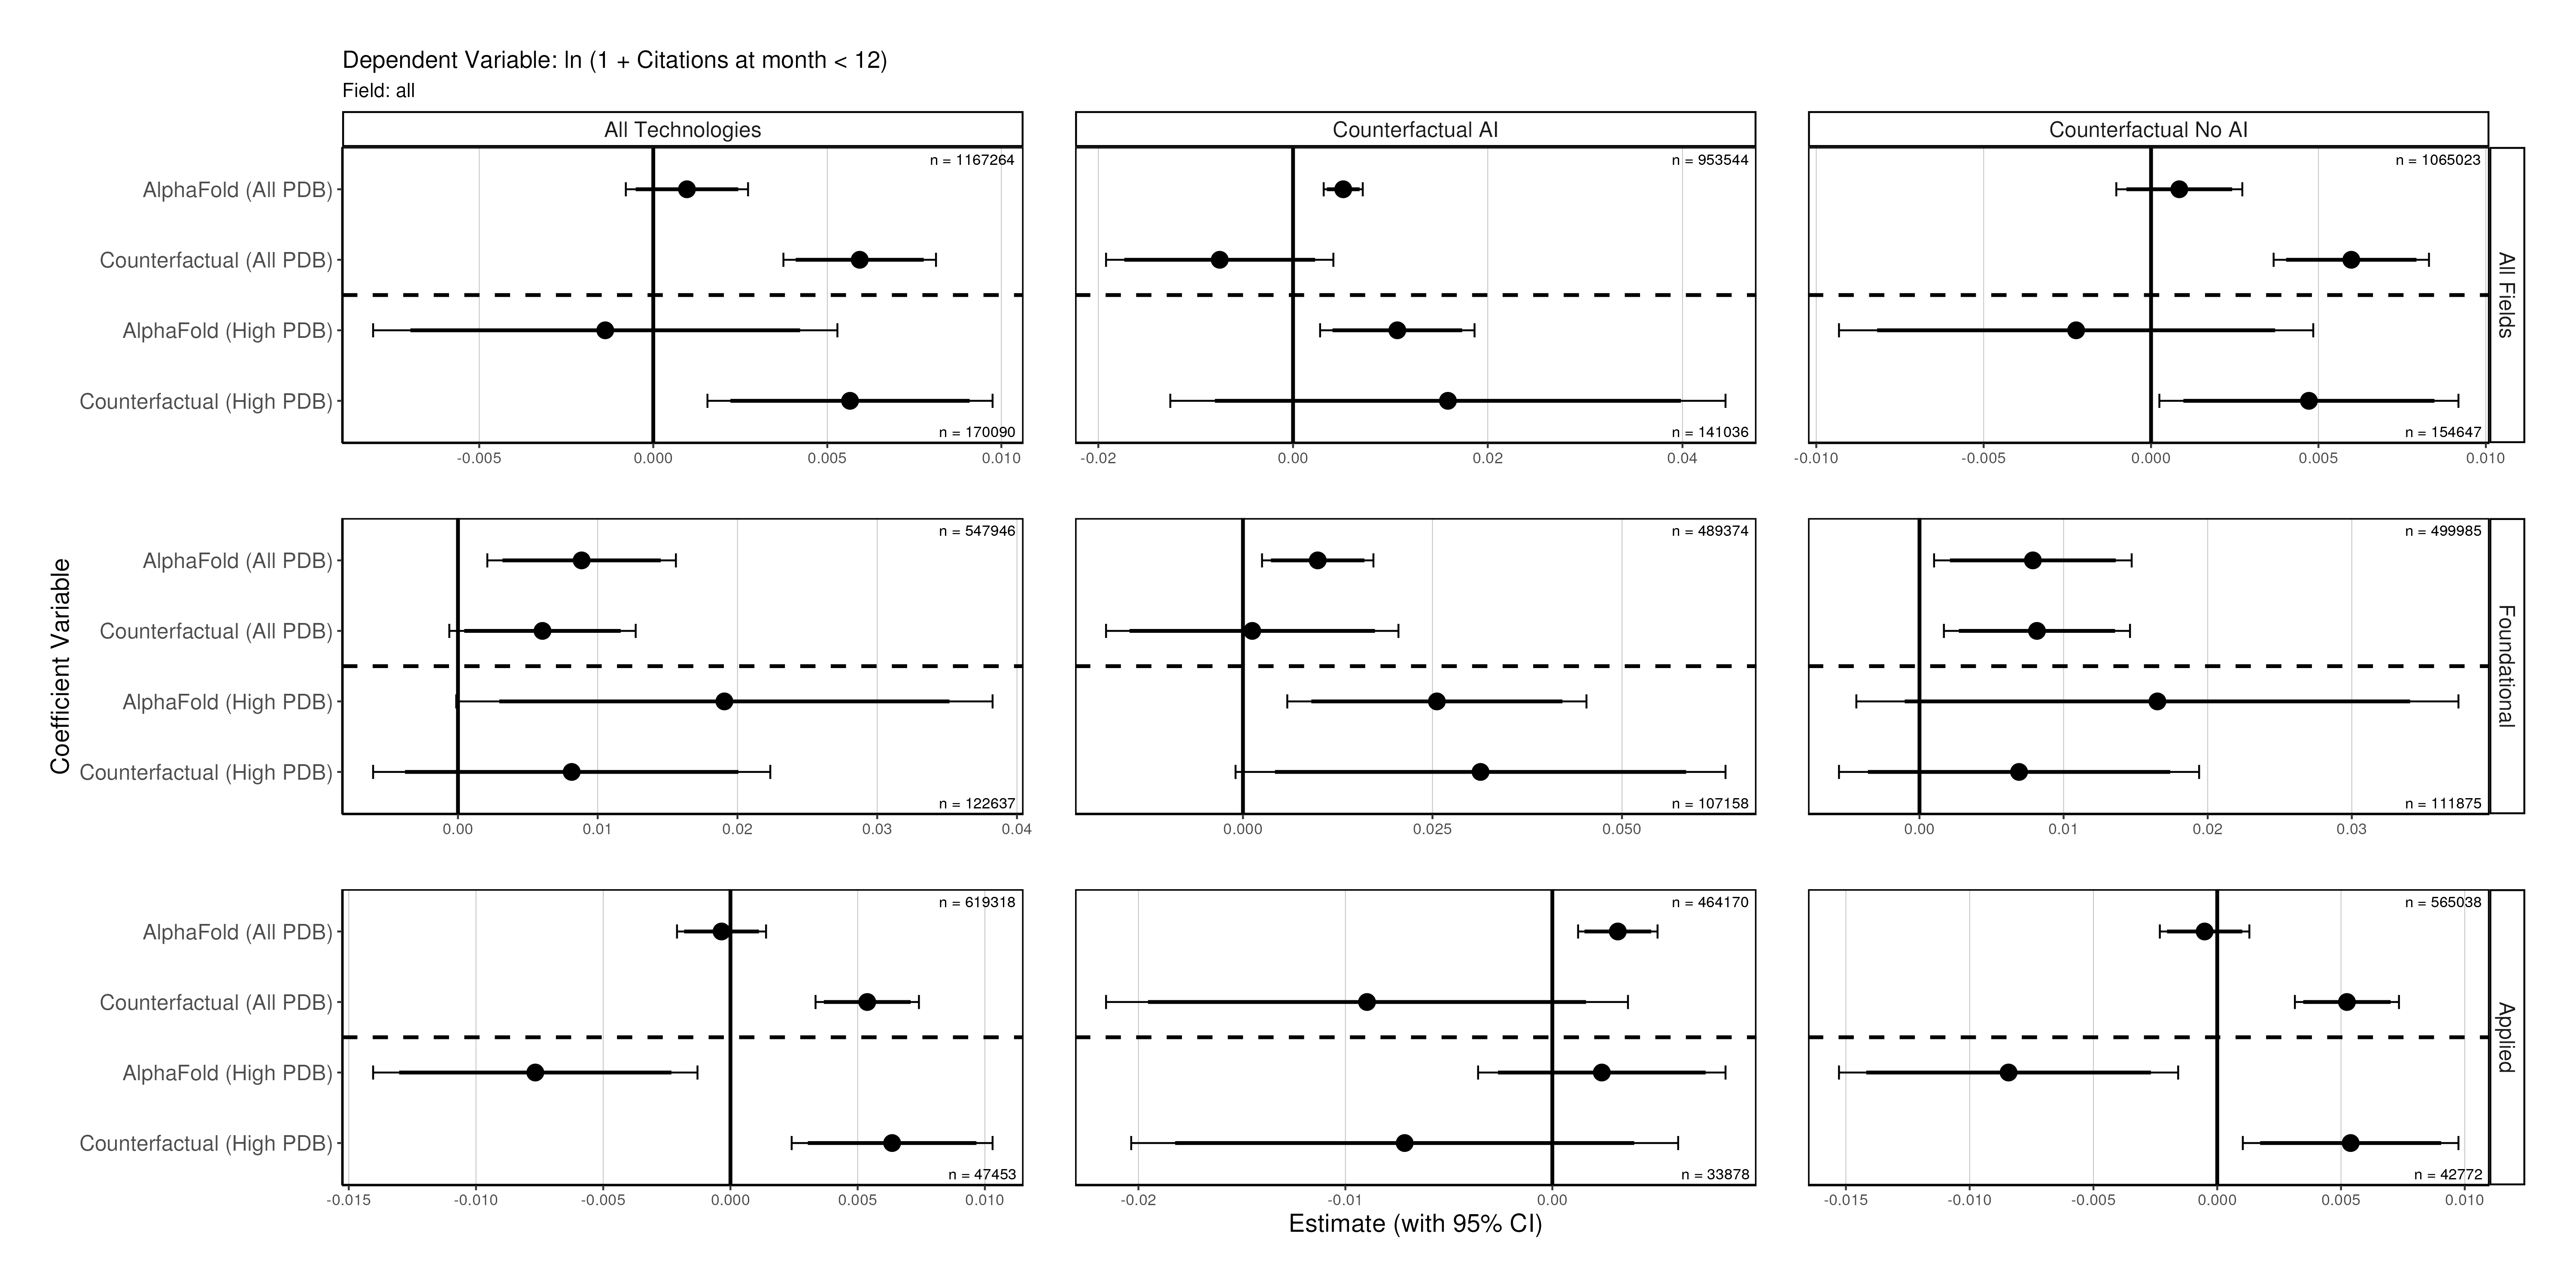 Dependent Variable: ln (1 + Citations at month < 12)
Field: all
All Technologies
Counterfactual AI
Counterfactual No AI
n = 1167264
n = 953544
n = 1065023
AlphaFold (All PDB)
Counterfactual (All PDB)
AlphaFold (High PDB)
Counterfactual (High PDB)
All Fields
n = 170090
n = 141036
n = 154647
-0.005 0.000 0.005 0.010
-0.02 0.00 0.02 0.04
-0.010 -0.005 0.000 0.005 0.010
n = 547946
n = 489374
n = 499985
AlphaFold (All PDB)
Counterfactual (All PDB)
AlphaFold (High PDB)
Counterfactual (High PDB)
Coefficient Variable
Foundational
n = 122637
n = 107158
n = 111875
0.00 0.01 0.02 0.03 0.04
0.000 0.025 0.050
0.00 0.01 0.02 0.03
n = 619318
n = 464170
n = 565038
AlphaFold (All PDB)
Counterfactual (All PDB)
AlphaFold (High PDB)
Counterfactual (High PDB)
Applied
n = 47453
n = 33878
n = 42772
-0.015 -0.010 -0.005 0.000 0.005 0.010
-0.02 -0.01 0.00
-0.015 -0.010 -0.005 0.000 0.005 0.010
Estimate (with 95% CI)